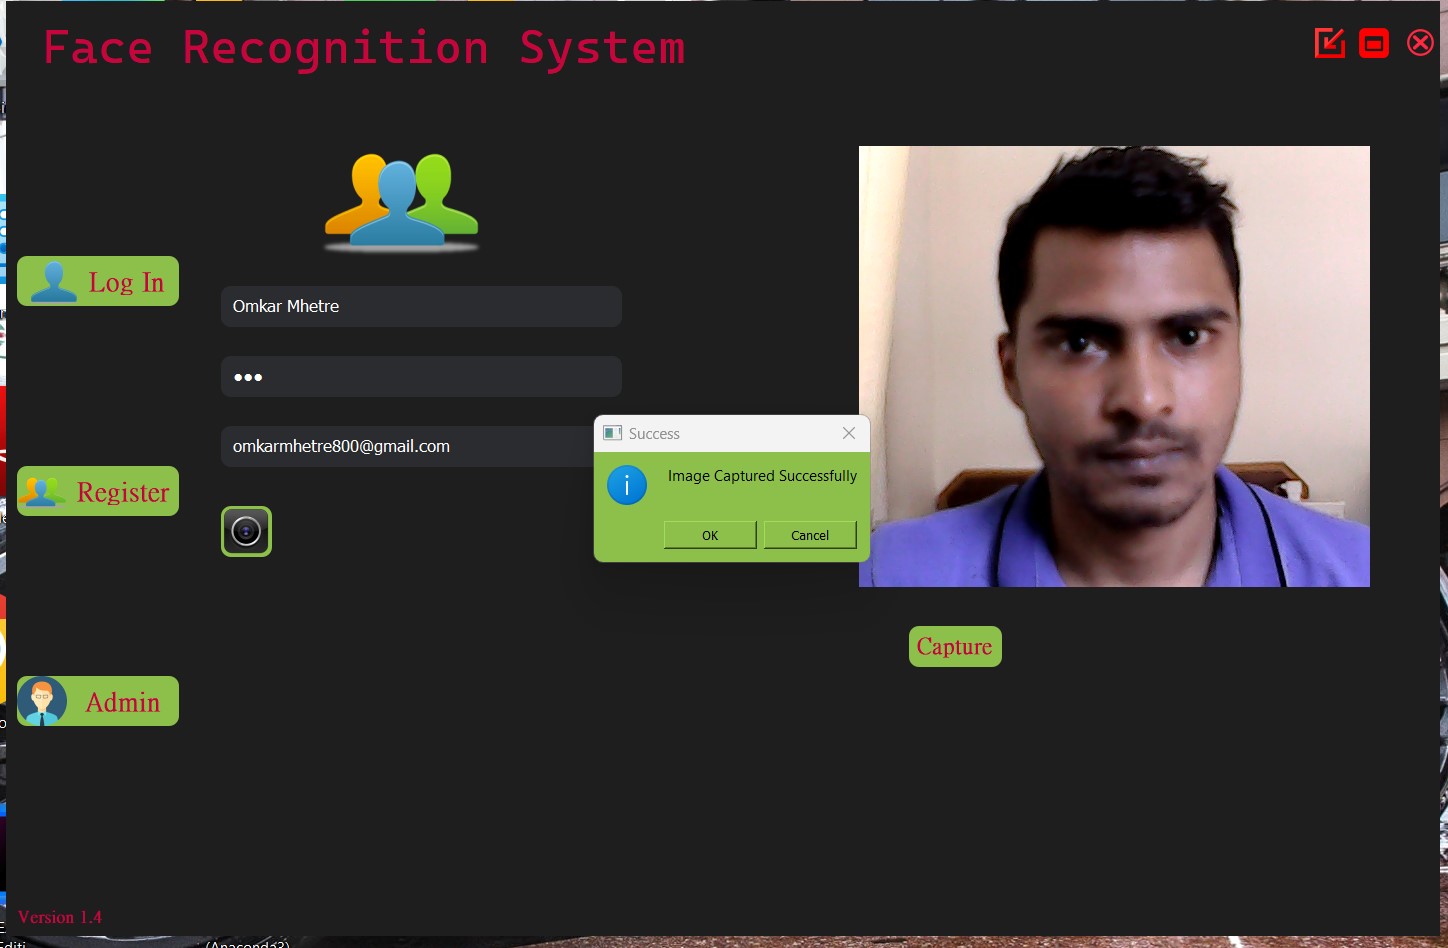 Face Recognition System
Log In
Omkar Mhetre
●●●
omkarmhetre800@gmail.com
Success
Image Captured Successfully
OK
Cancel
Register
Capture
Admin
Version 1.4
(Anaconda3)